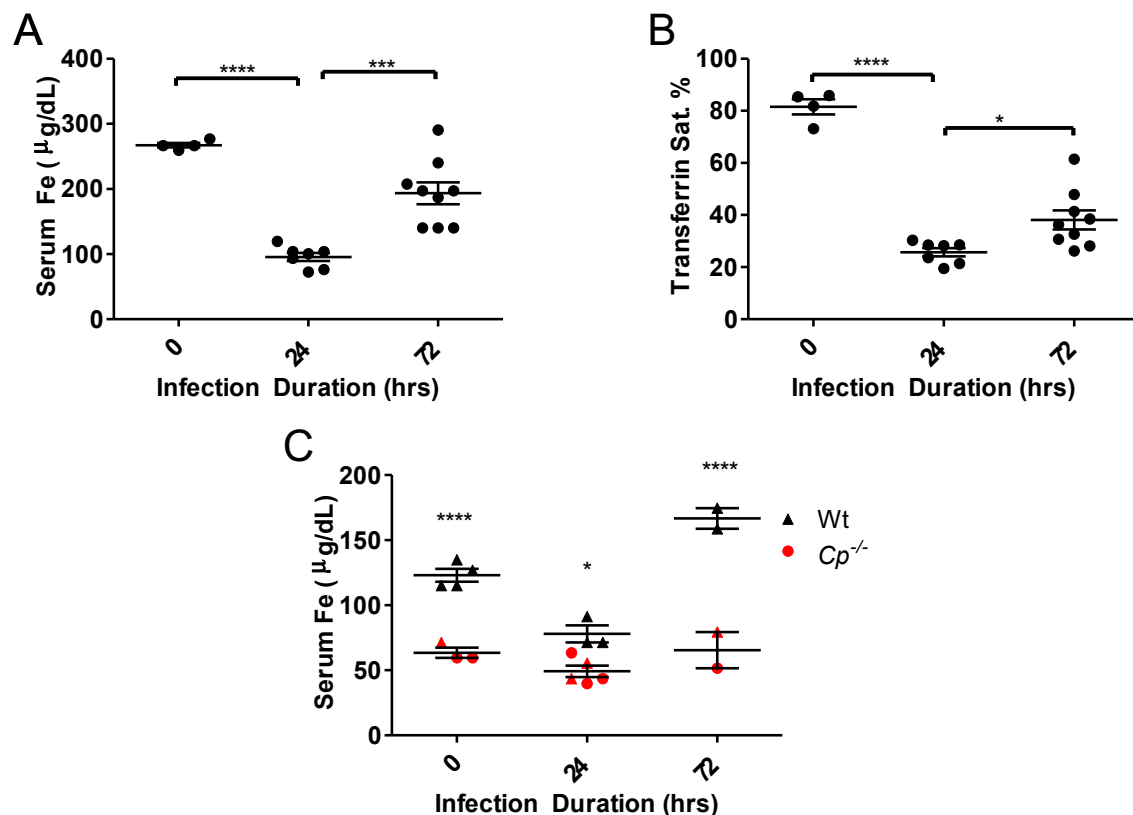 A
Serum Fe (µg/dL)
400
300
200
100
0
****
***
0
24
72
Infection Duration (hrs)
B
Transferrin Sat. %
100
80
60
40
20
0
****
*
0
24
72
Infection Duration (hrs)
C
Serum Fe (µg/dL)
200
150
100
50
0
****
*
****
Wt
Cp-/-
0
24
72
Infection Duration (hrs)